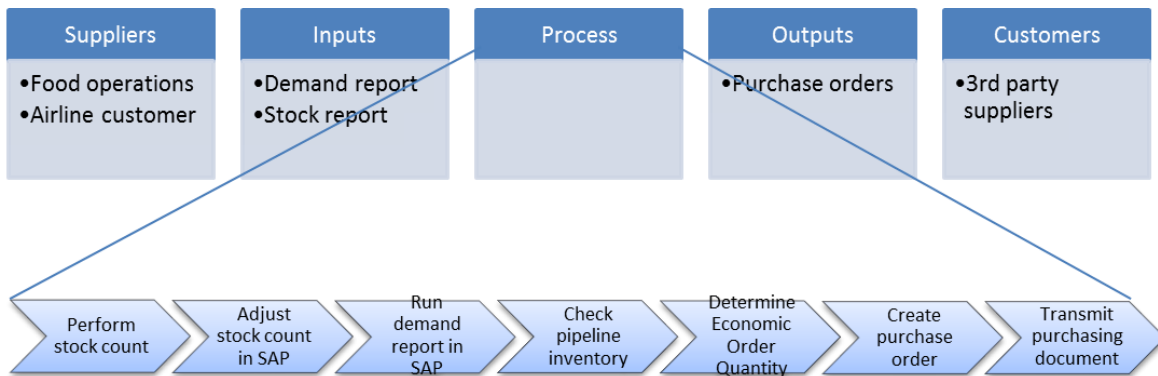 Suppliers
•Food operations
•Airline customer
Inputs
•Demand report
•Stock report
Process
Outputs
•Purchase orders
Customers
•3rd party
suppliers
Perform
stock count
Adjust
stock count
in SAP
Run
demand
report in
SAP
Check
pipeline
inventory
Determine
Economic
Order
Quantity
Create
purchase
order
Transmit
purchasing
document